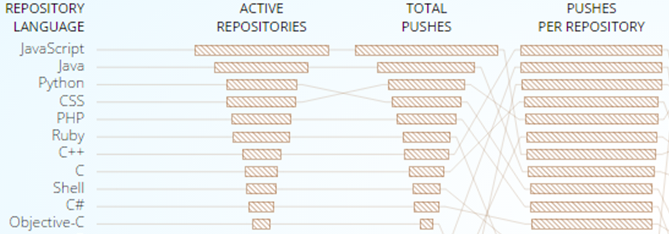 REPOSITORY LANGUAGE
ACTIVE REPOSITORIES
TOTAL PUSHES
PUSHES PER REPOSITORY
JavaScript
Java
Python
CSS
PHP
Ruby
C++
C
Shell
C#
Objective-C